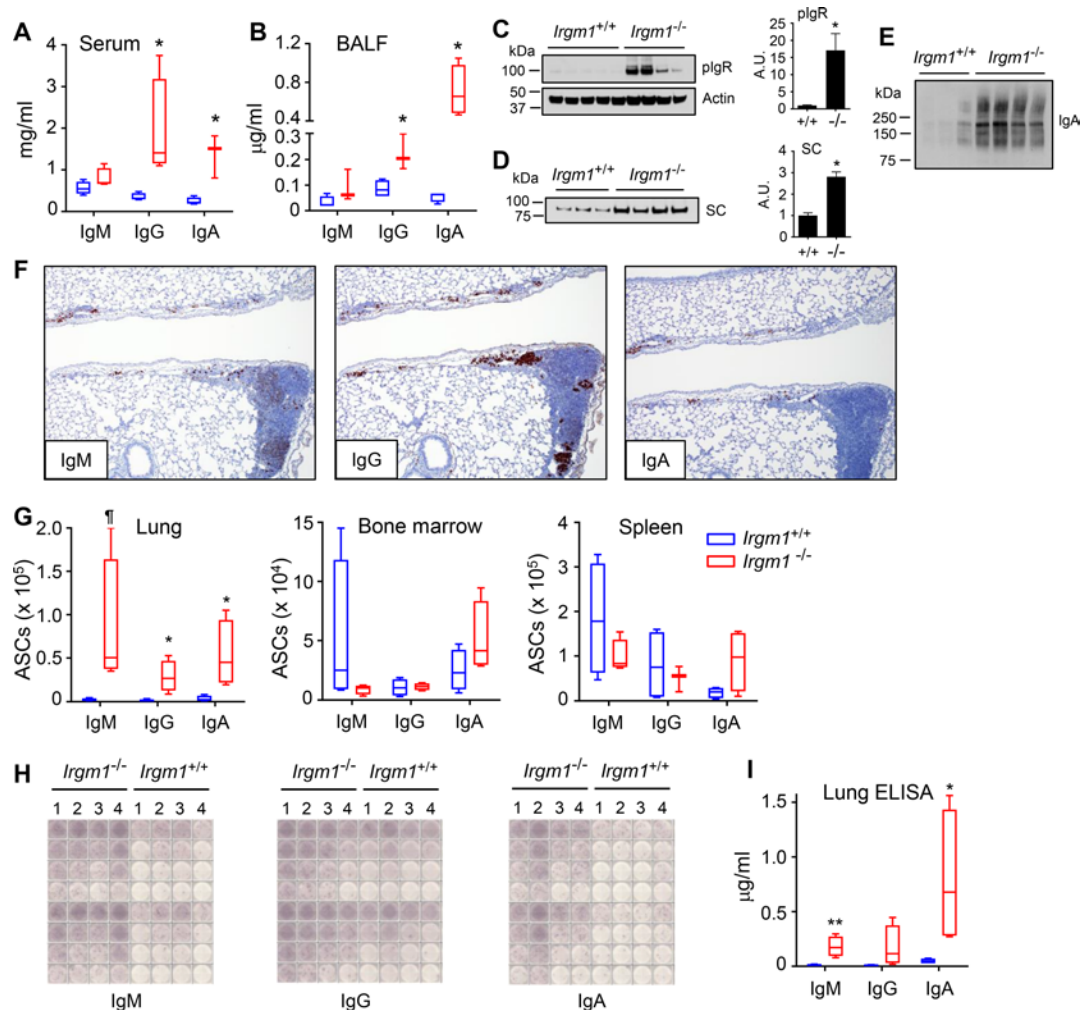 A Serum
mg/ml
4
3
2
1
0
*
*
IgM IgG IgA
B BALF
µg/ml
1.2
0.8
0.4
0.3
0.2
0.1
0
*
*
IgM IgG IgA
C
Irgm1+/+ Irgm1-/-
kDa
100
50
37
pIgR
Actin
pIgR
A.U.
25
20
15
10
5
0
*
+/+ -/-
D
Irgm1+/+ Irgm1-/-
kDa
100
75
SC
SC
A.U.
4
3
2
1
0
*
+/+ -/-
E
Irgm1+/+ Irgm1-/-
kDa
250
150
75
IgA
F
IgM
IgG
IgA
G Lung
ASCs (x 10⁵)
2.0
1.5
1.0
0.5
0
¶
*
*
IgM IgG IgA
Bone marrow
ASCs (x 10⁴)
15
10
5
0
IgM IgG IgA
Spleen
ASCs (x 10⁵)
4
3
2
1
0
IgM IgG IgA
Irgm1+/+
Irgm1 -/-
H
Irgm1-/- Irgm1+/+
1 2 3 4 1 2 3 4
IgM
Irgm1-/- Irgm1+/+
1 2 3 4 1 2 3 4
IgG
Irgm1-/- Irgm1+/+
1 2 3 4 1 2 3 4
IgA
I Lung ELISA
µg/ml
1.5
1.0
0.5
0
**
*
IgM IgG IgA